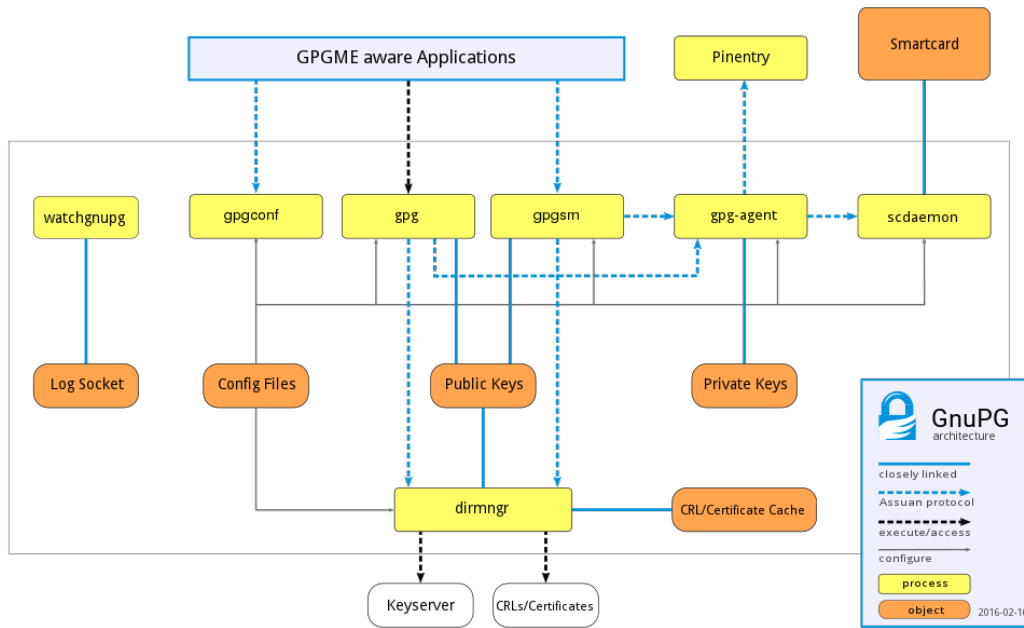 GPGME aware Applications
Pinentry
Smartcard
watchgnupg
gpgconf
gpg
gpgsm
gpg-agent
scdaemon
Log Socket
Config Files
Public Keys
Private Keys
dirmngr
CRL/Certificate Cache
Keyserver
CRLs/Certificates
GnuPG
architecture
closely linked
Assuan protocol
execute/access
configure
process
object